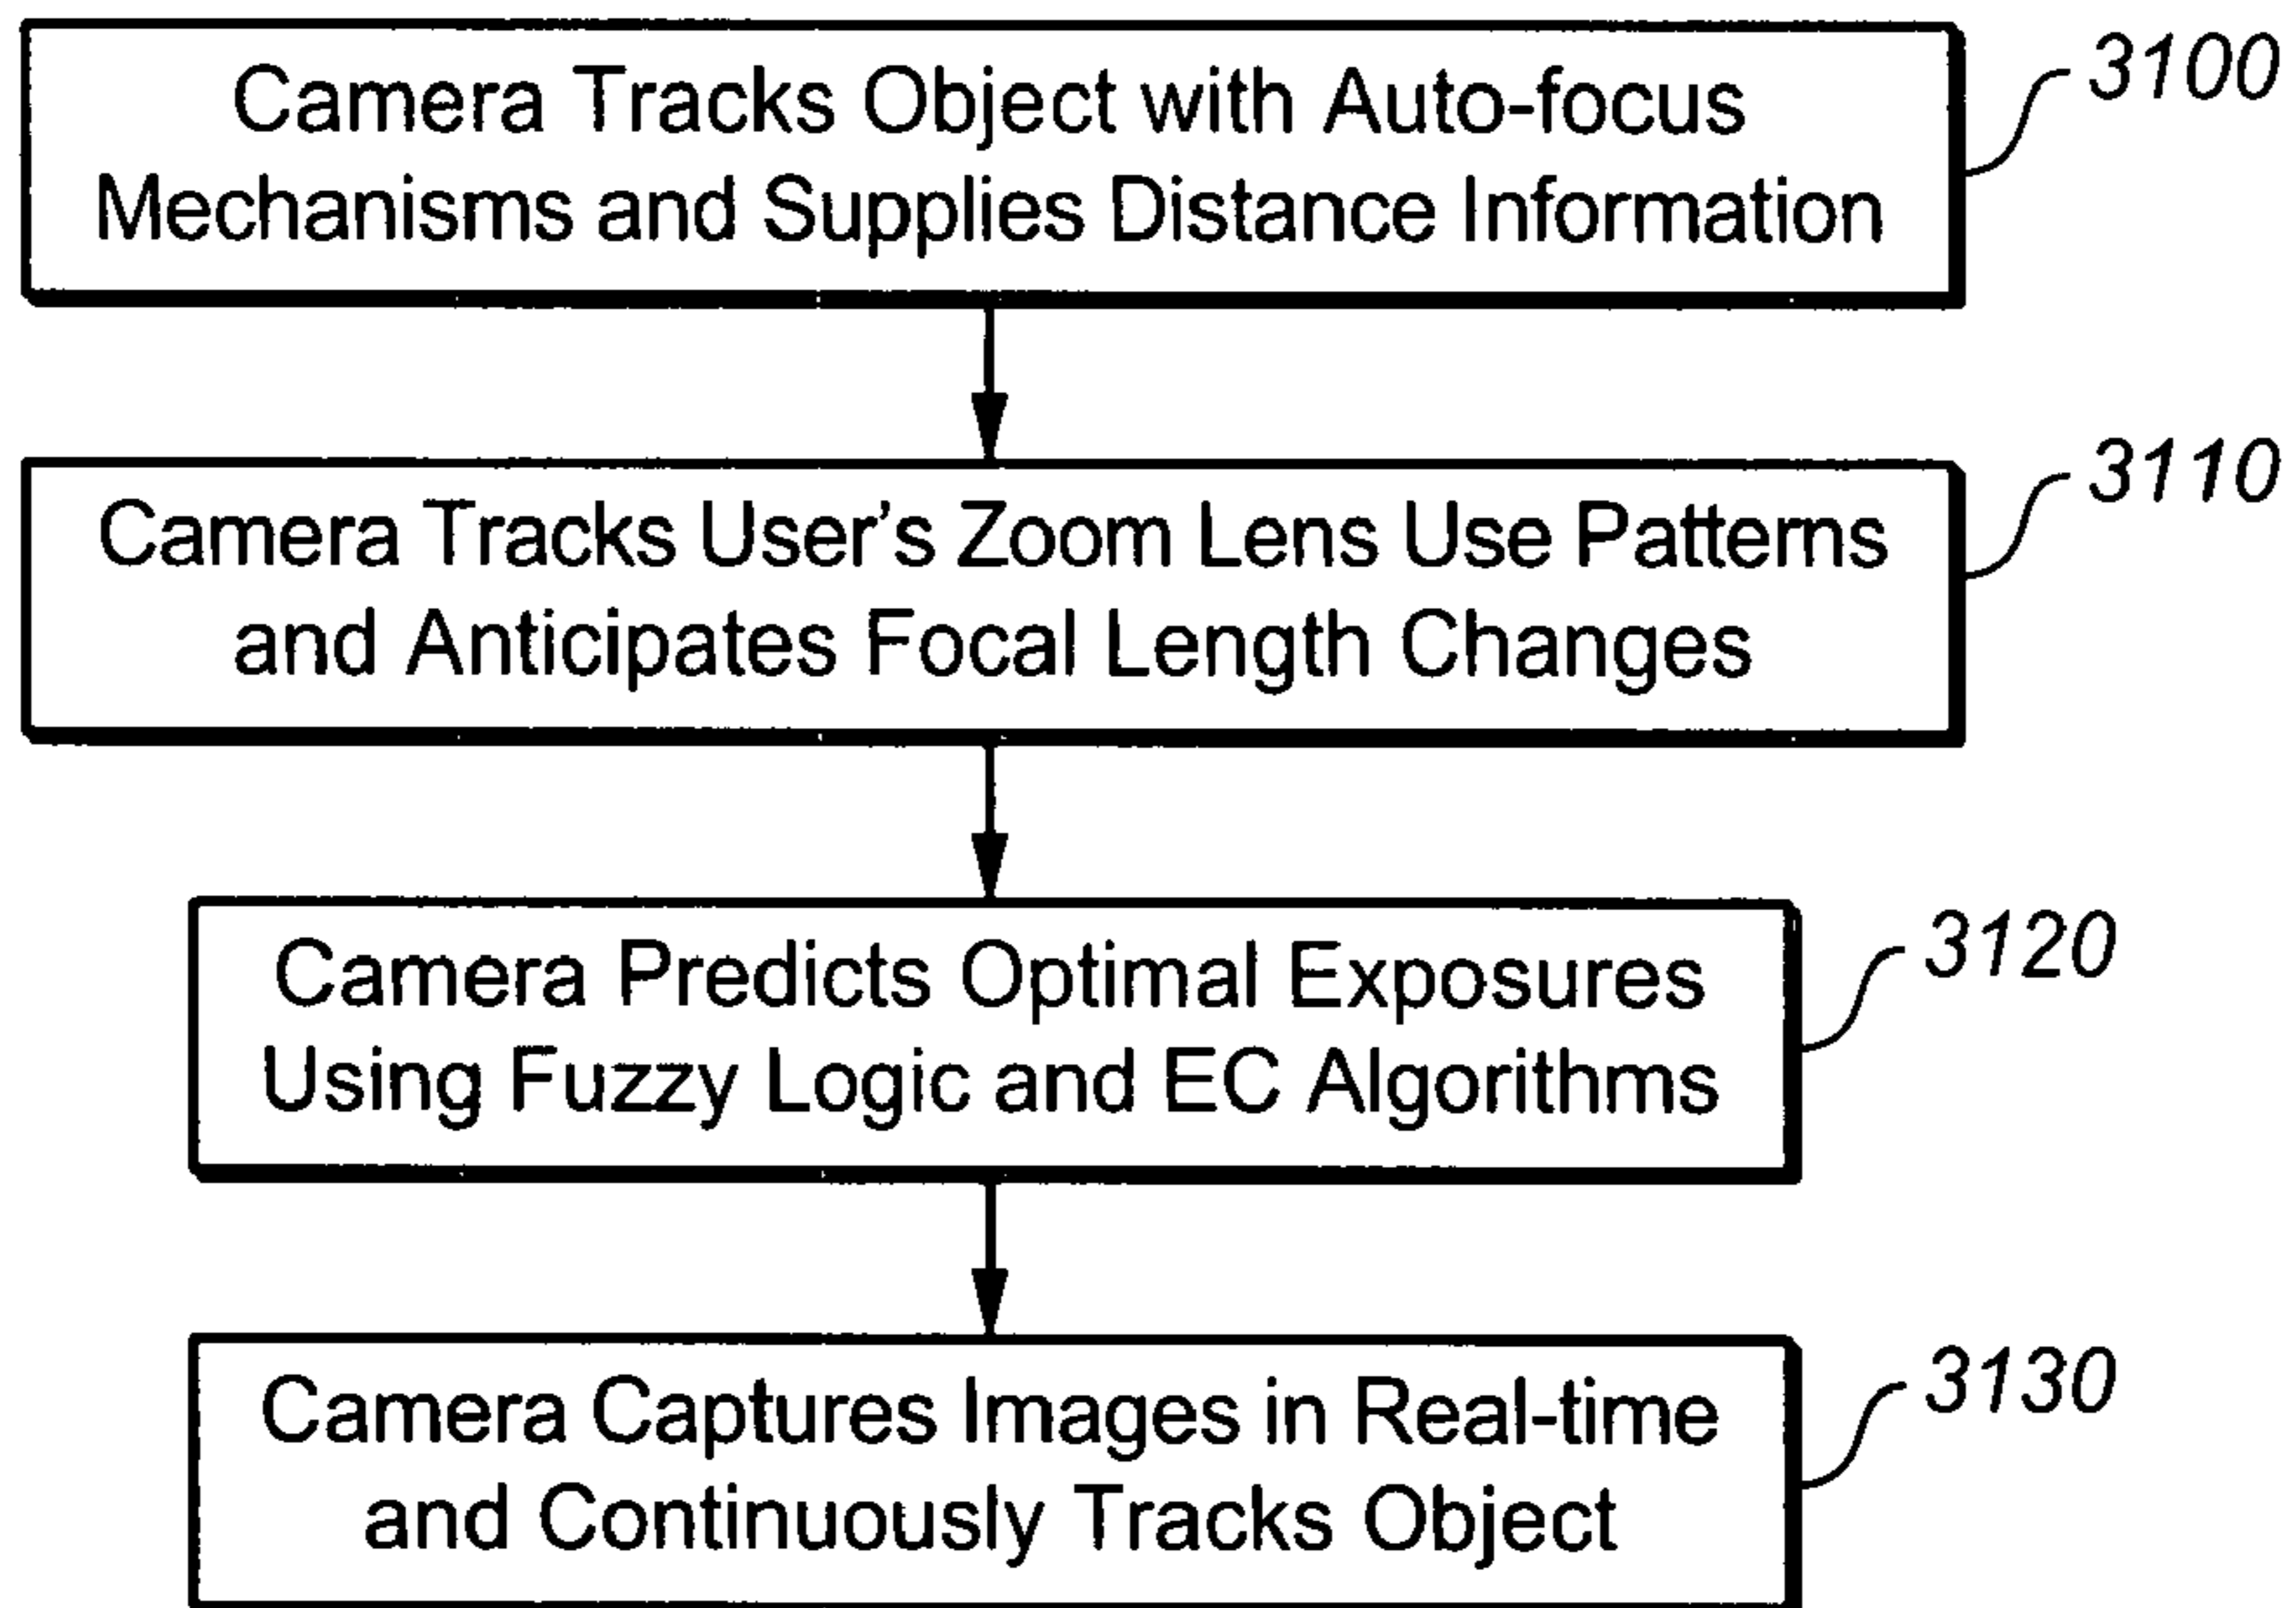 Camera Tracks Object with Auto-focus
Mechanisms and Supplies Distance Information
3100
Camera Tracks User's Zoom Lens Use Patterns
and Anticipates Focal Length Changes
3110
Camera Predicts Optimal Exposures
Using Fuzzy Logic and EC Algorithms
3120
Camera Captures Images in Real-time
and Continuously Tracks Object
3130